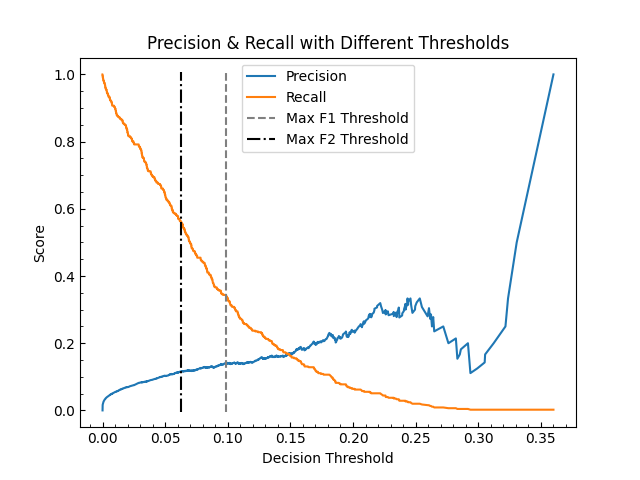 Precision & Recall with Different Thresholds
Precision
Recall
Max F1 Threshold
Max F2 Threshold
Score
1.0
0.8
0.6
0.4
0.2
0.0
0.00 0.05 0.10 0.15 0.20 0.25 0.30 0.35
Decision Threshold